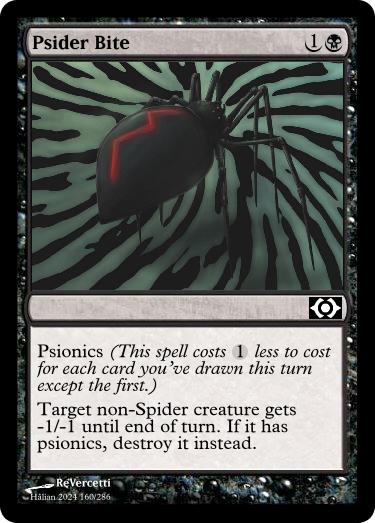 Psider Bite 1
Psionics (This spell costs 1 less to cost
for each card you've drawn this turn
except the first.)
Target non-Spider creature gets
-1/-1 until end of turn. If it has
psionics, destroy it instead.
ReVercetti
Hálian 2024 160/286